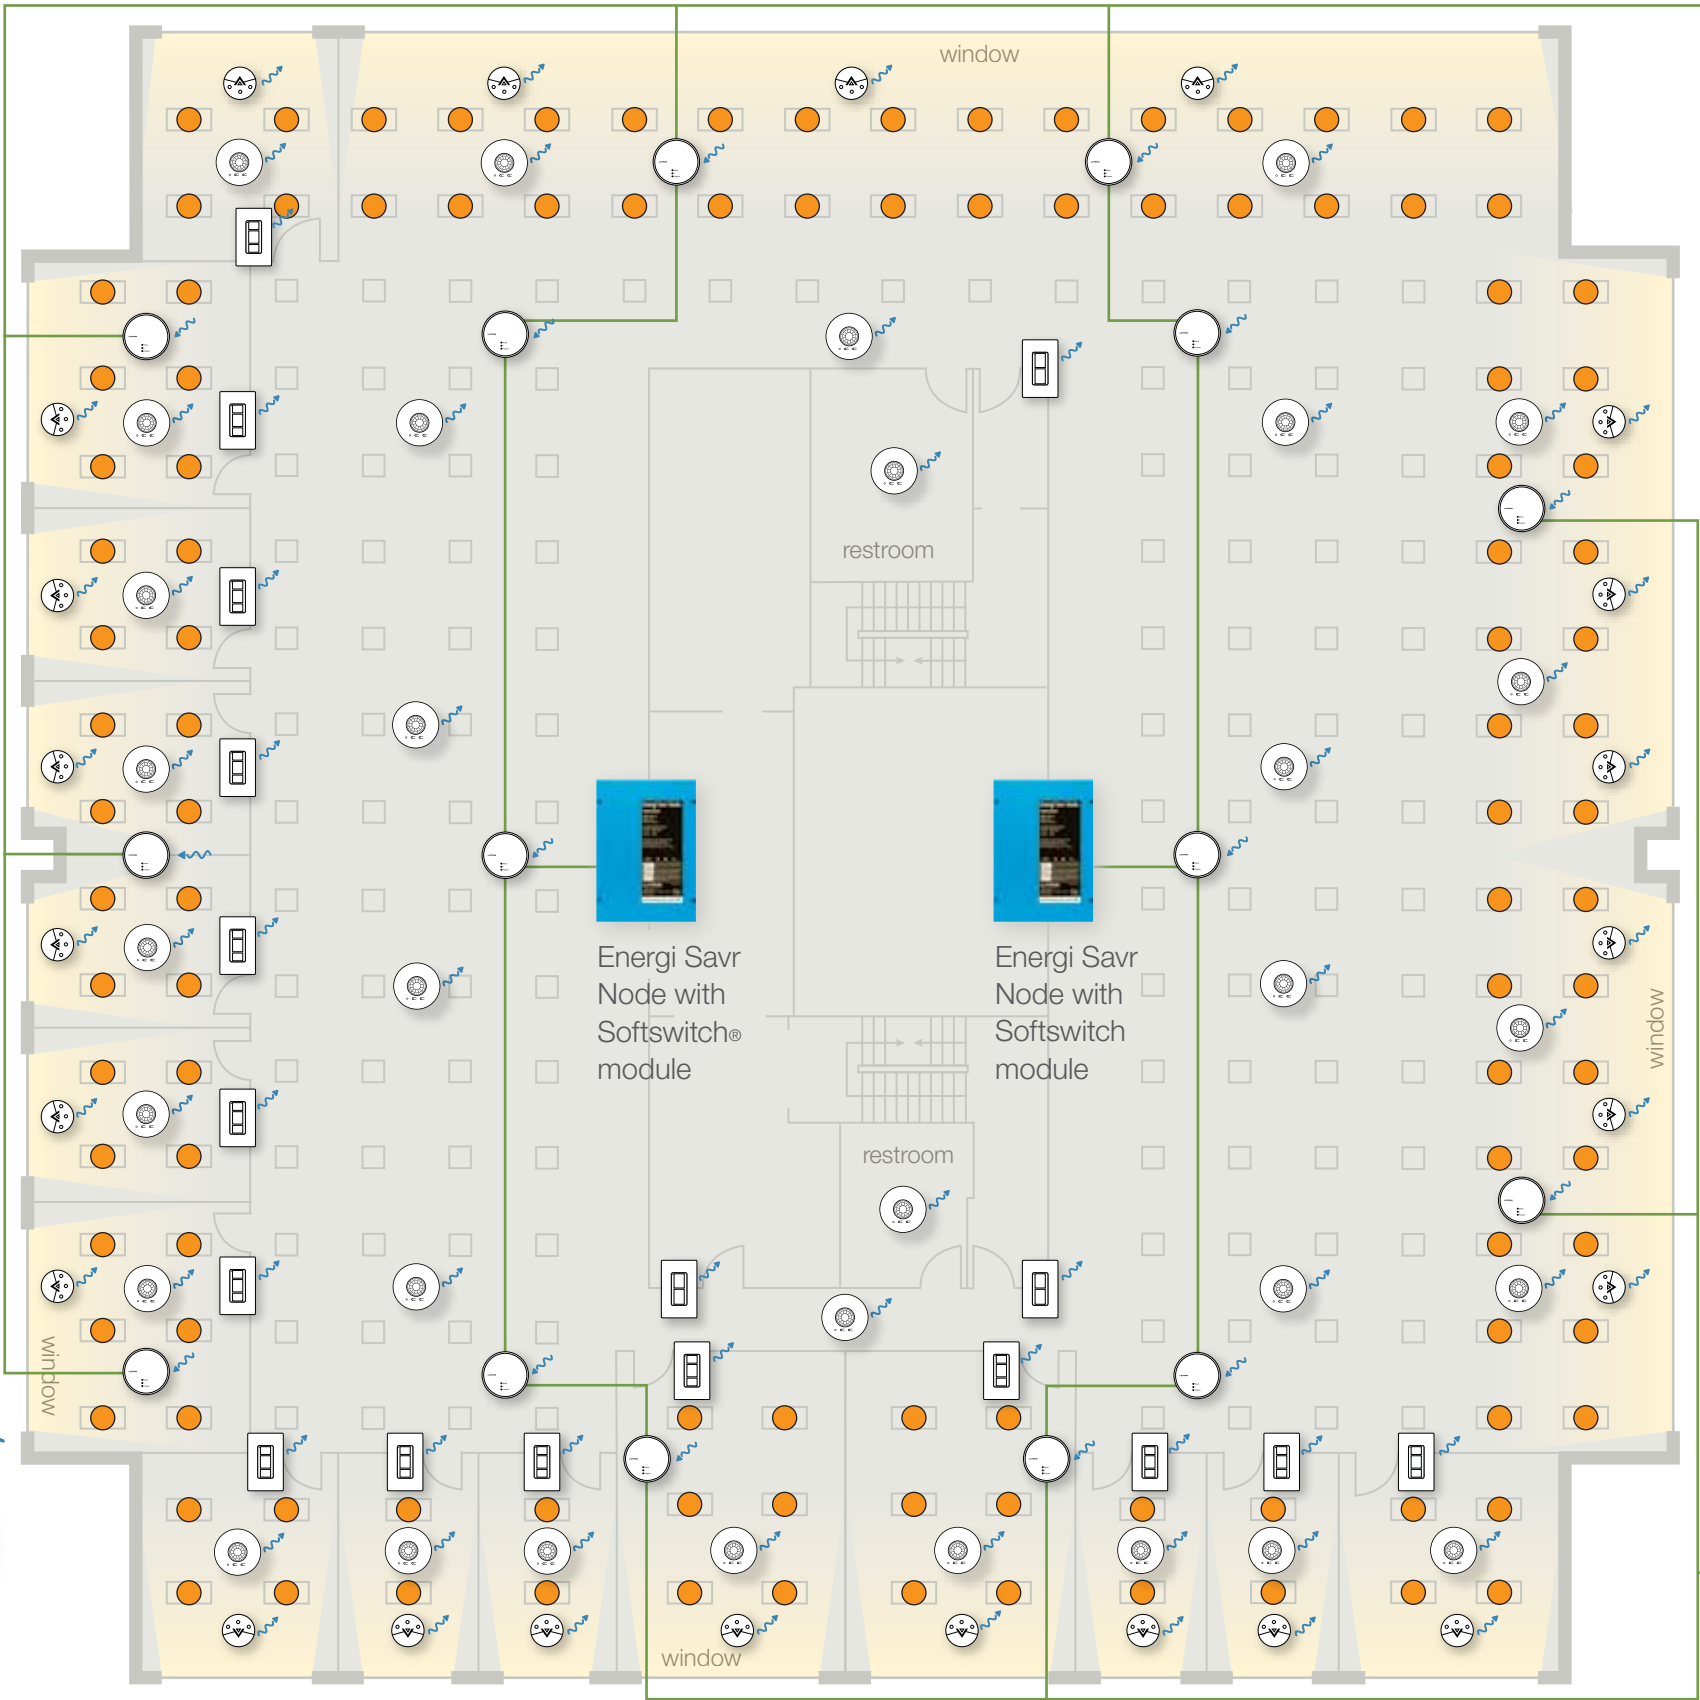 window
restroom
Energi Savr
Node with
Softswitch®
module
Energi Savr
Node with
Softswitch
module
window
restroom
window
window